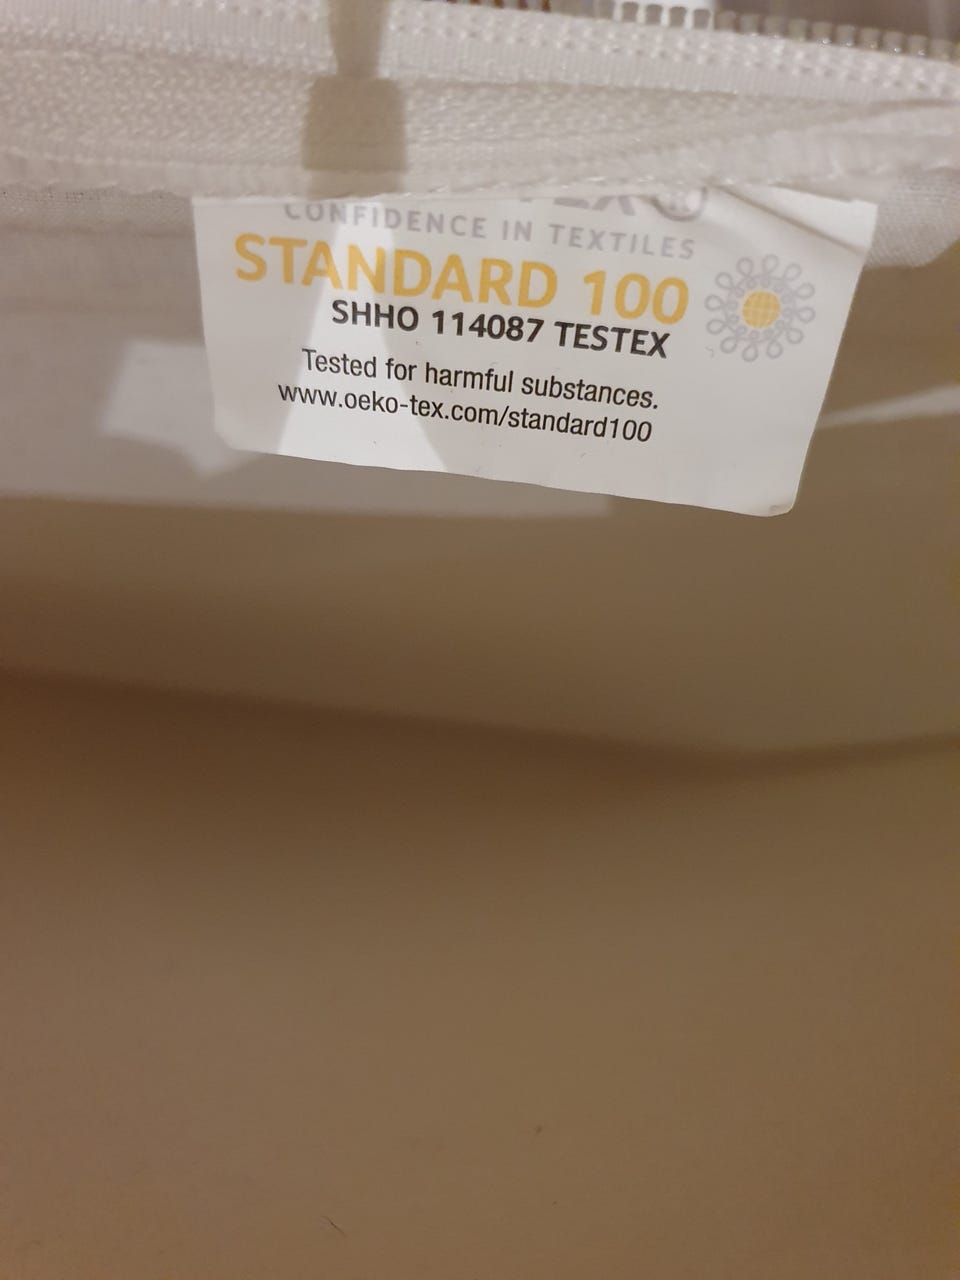 CONFIDENCE IN TEXTILES
STANDARD 100
SHHO 114087 TESTEX
Tested for harmful substances.
www.oeko-tex.com/standard100